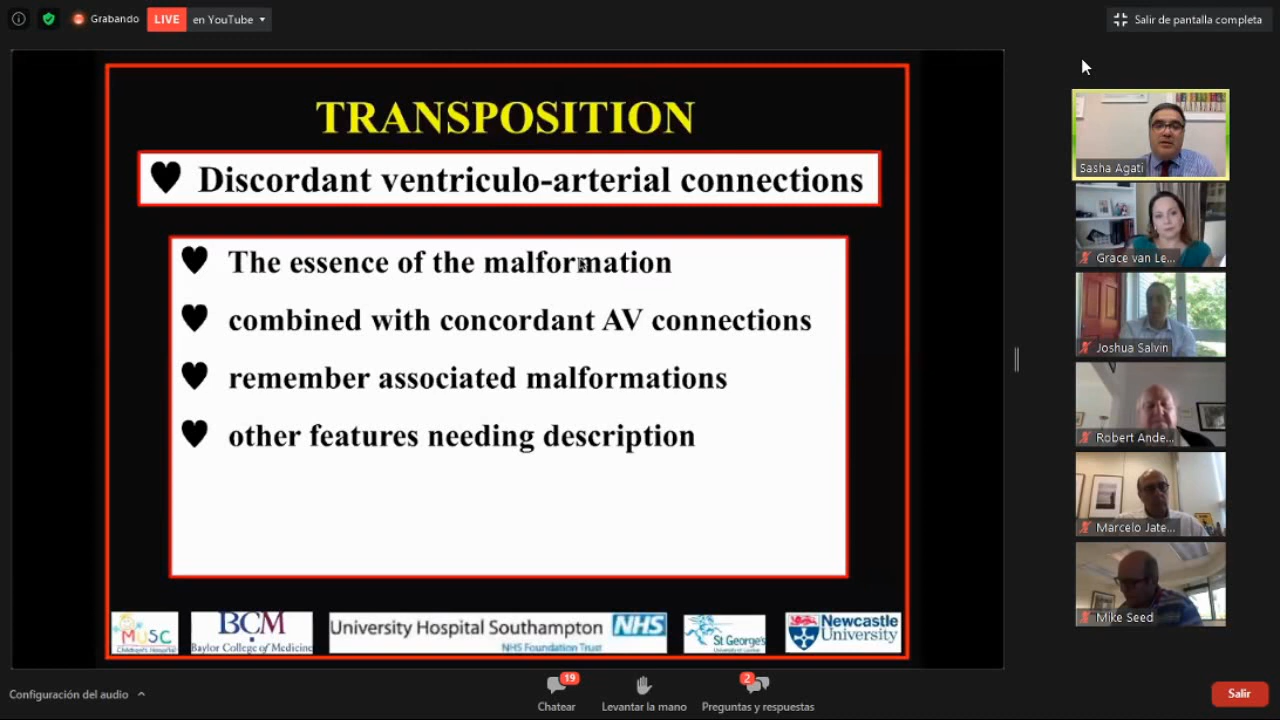 Grabando
LIVE
en YouTube
Salir de pantalla completa
TRANSPOSITION
Discordant ventriculo-arterial connections
The essence of the malformation
combined with concordant AV connections
remember associated malformations
other features needing description
MUSC
Children's Hospital
BCM
Baylor College of Medicine
University Hospital Southampton NHS
NHS Foundation Trust
St George's
Newcastle
University
Sasha Agati
Grace van Le...
Joshua Salvin
Robert Ande...
Marcelo Jate...
Mike Seed
Configuración del audio
19
Chatear
Levantar la mano
2
Preguntas y respuestas
Salir